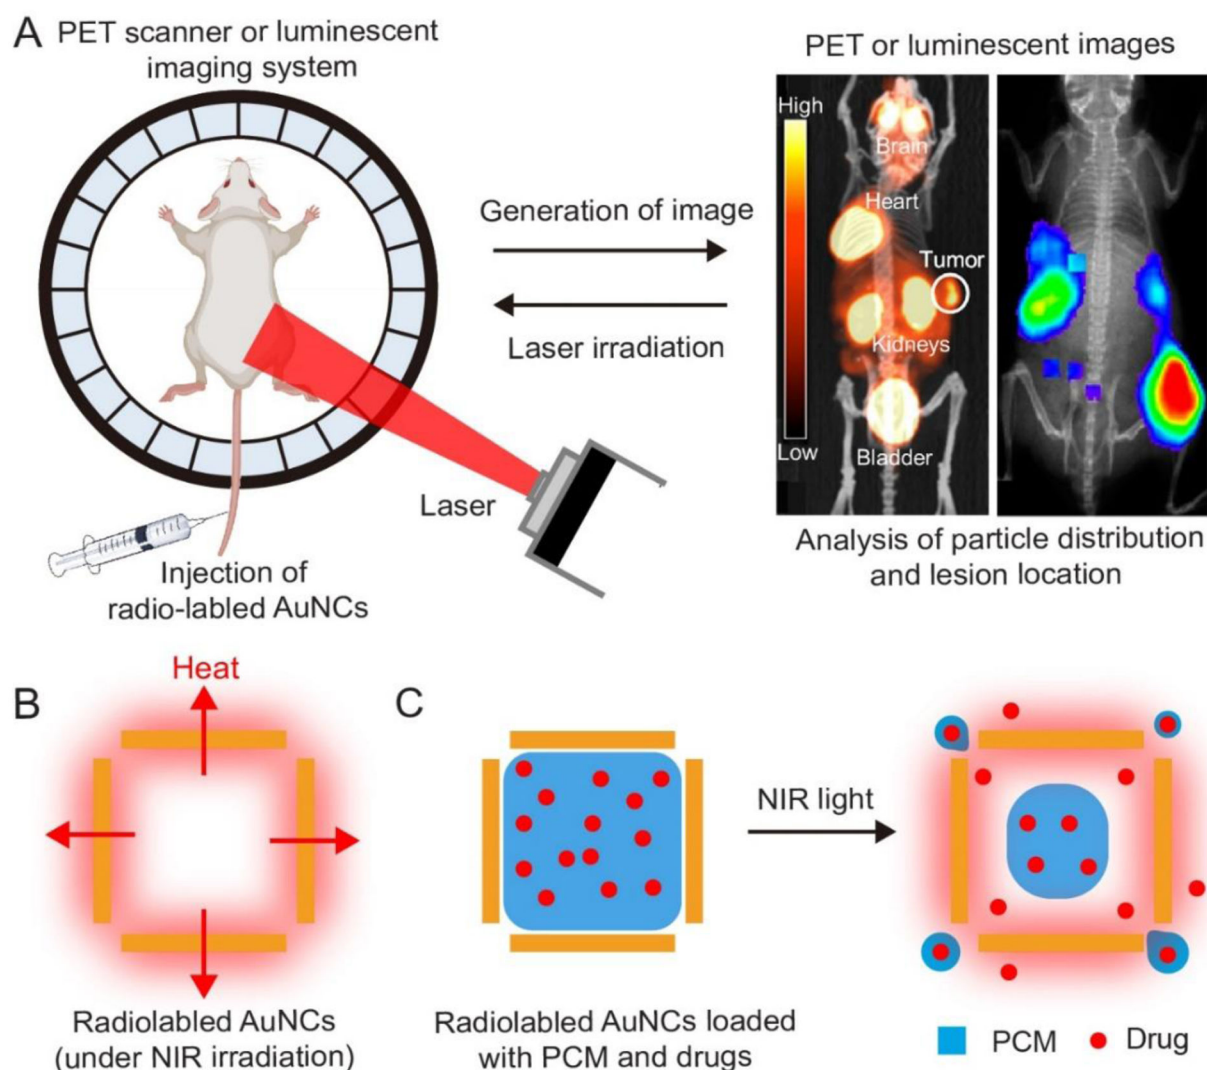 A
PET scanner or luminescent
imaging system
PET or luminescent images
High
Low
Brain
Heart
Tumor
Kidneys
Bladder
Generation of image
Laser irradiation
Laser
Injection of
radio-labled AuNCs
Analysis of particle distribution
and lesion location
B
Heat
Radiolabled AuNCs
(under NIR irradiation)
C
NIR light
Radiolabled AuNCs loaded
with PCM and drugs
PCM
Drug